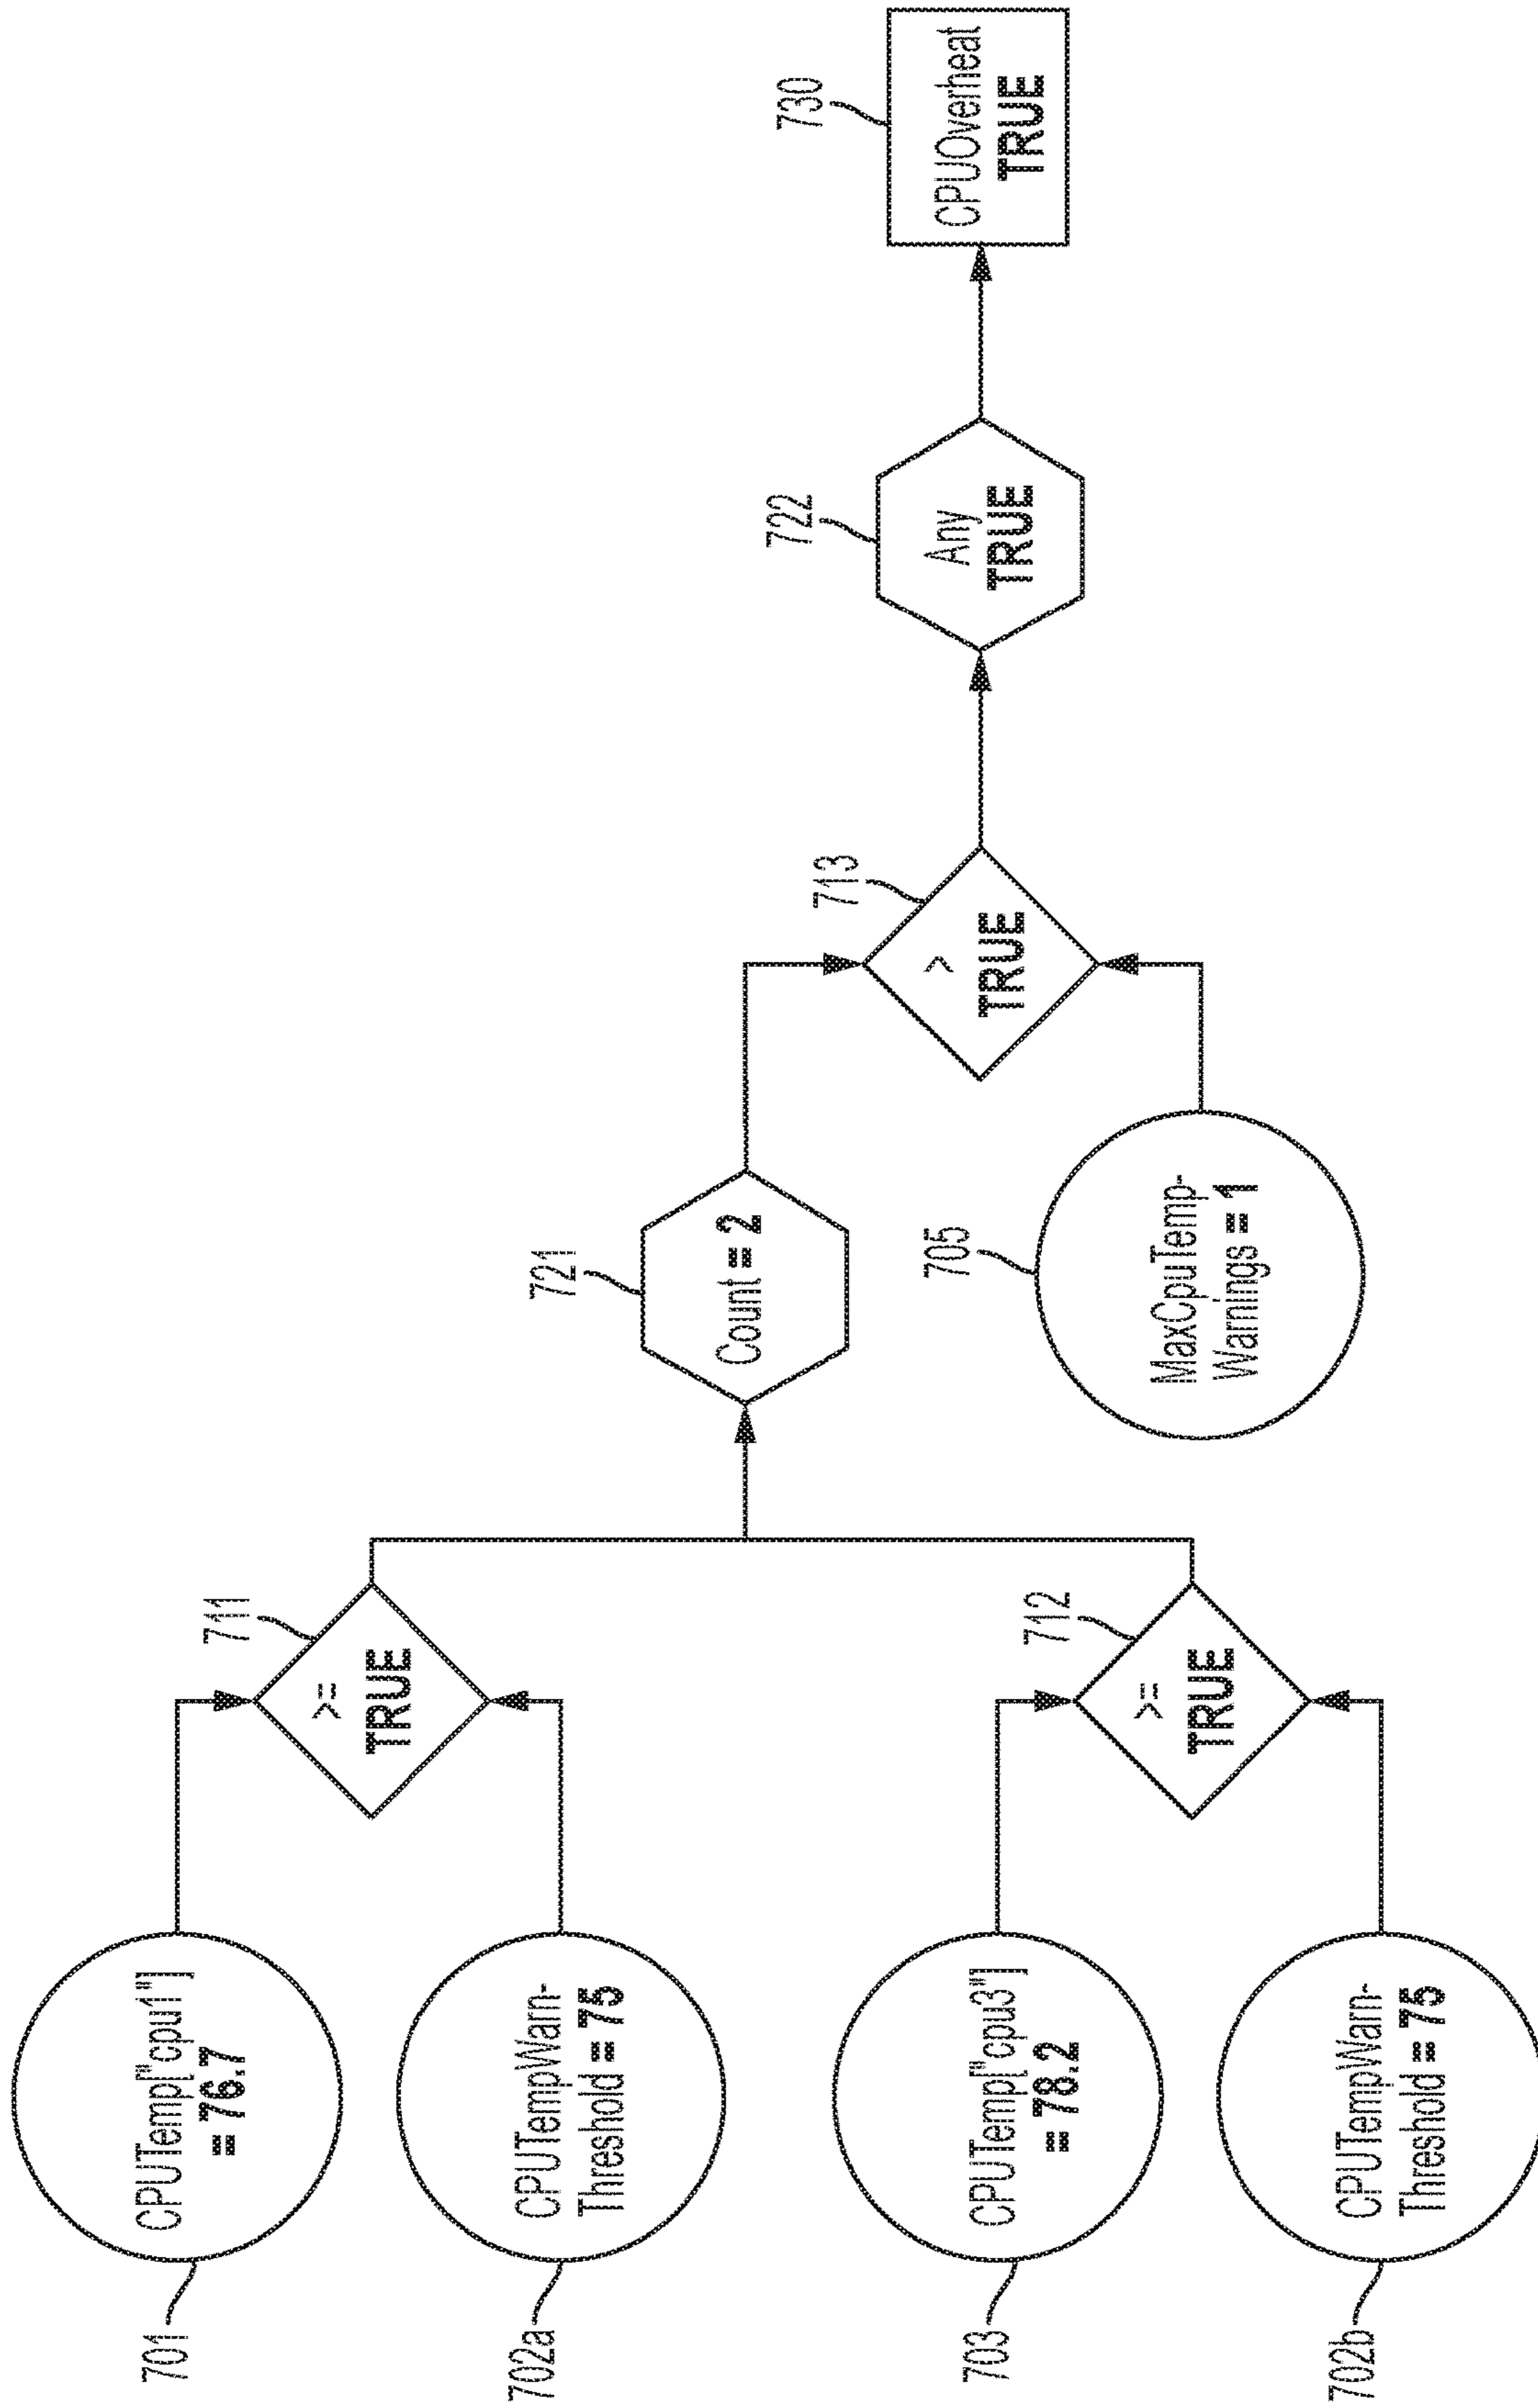 701
CPUTemp["cpu1"]
= 76.7
702a
CPUTempWarn-
Threshold = 75
711
>=
TRUE
703
CPUTemp["cpu3"]
= 78.2
702b
CPUTempWarn-
Threshold = 75
712
>=
TRUE
721
Count = 2
705
MaxCpuTemp-
Warnings = 1
713
>
TRUE
722
Any
TRUE
730
CPUOverheat
TRUE